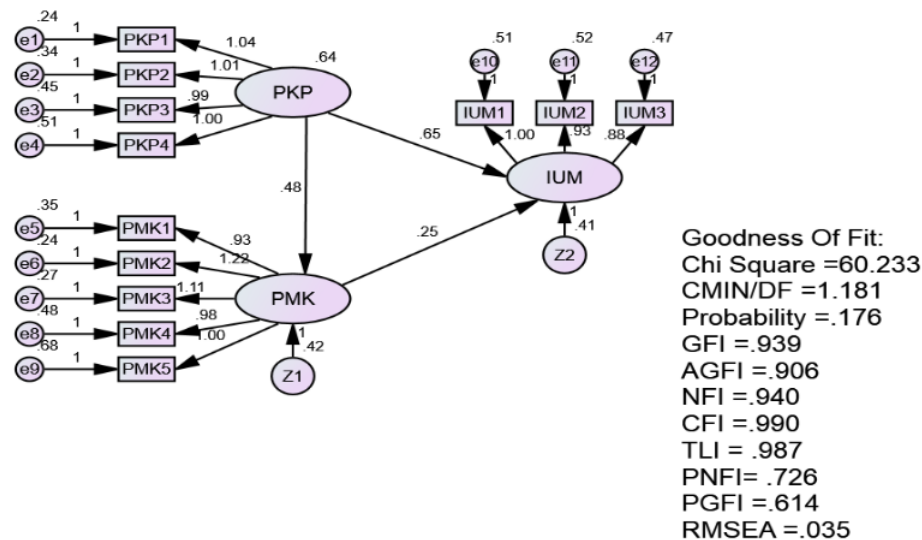 .24
e1
1
PKP1
1.04
.34
e2
1
PKP2
1.01
.45
e3
1
PKP3
.99
.51
e4
1
PKP4
1.00
.64
PKP
.65
.48
.51
e10
1
IUM1
1.00
.52
e11
1
IUM2
.93
.47
e12
1
IUM3
.88
IUM
1
.41
Z2
.35
e5
1
PMK1
.93
.24
e6
1
PMK2
1.22
.27
e7
1
PMK3
1.11
.48
e8
1
PMK4
.98
.68
e9
1
PMK5
1.00
PMK
.25
1
.42
Z1
Goodness Of Fit:
Chi Square =60.233
CMIN/DF =1.181
Probability =.176
GFI =.939
AGFI =.906
NFI =.940
CFI =.990
TLI = .987
PNFI= .726
PGFI =.614
RMSEA =.035